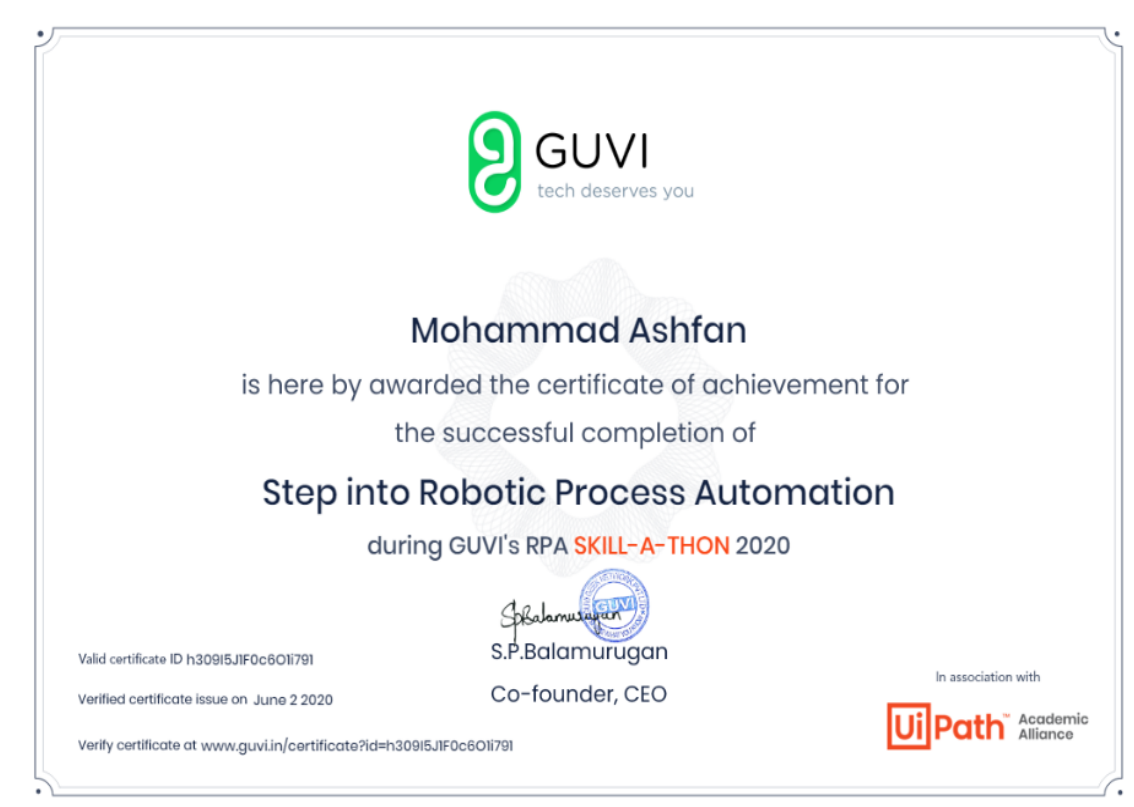 GUVI
tech deserves you
Mohammad Ashfan
is here by awarded the certificate of achievement for
the successful completion of
Step into Robotic Process Automation
during GUVI's RPA SKILL-A-THON 2020
SPBalamurugan
GUVI
S.P.Balamurugan
Co-founder, CEO
Valid certificate ID h309I5J1F0c6O1i791
Verified certificate issue on June 2 2020
Verify certificate at www.guvi.in/certificate?id=h309I5J1F0c6O1i791
In association with
UiPath™ Academic
Alliance